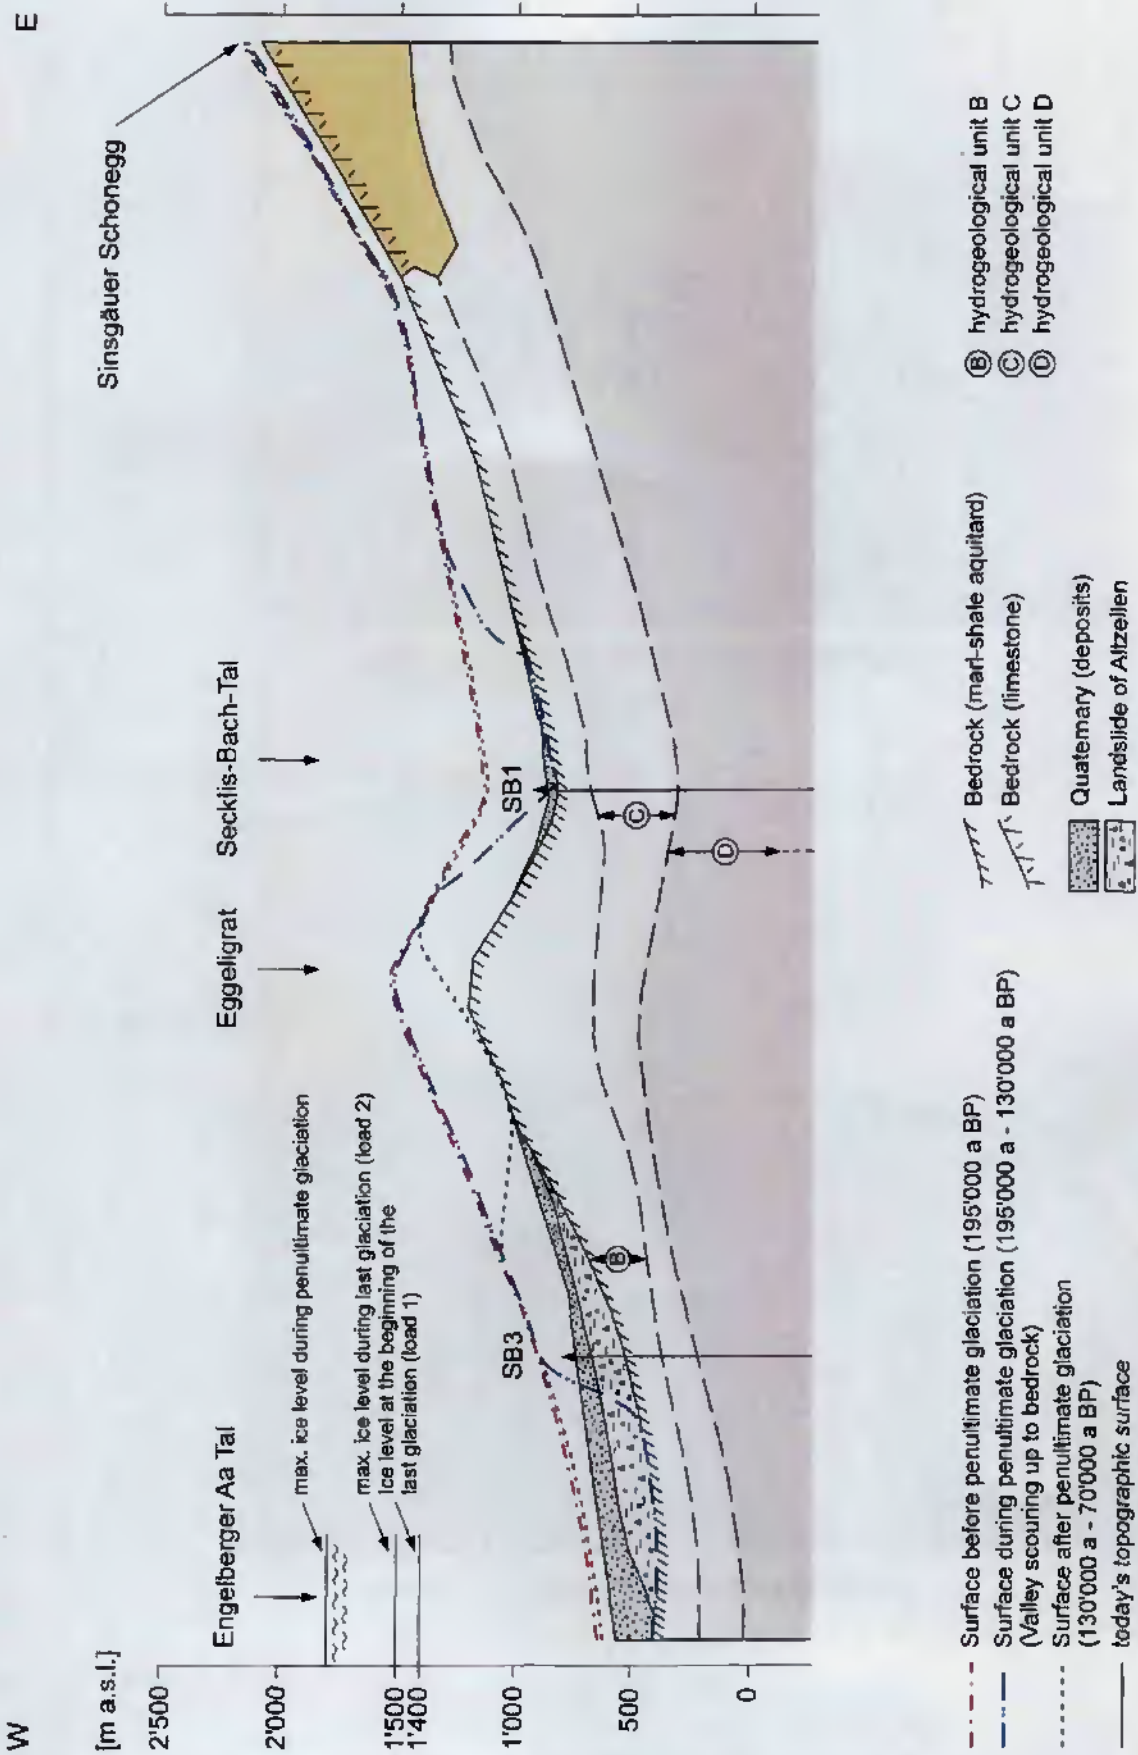 W
E
[m a.s.l.]
2'500
2'000
1'500
1'400
1'000
500
0
Engelberger Aa Tal
Eggeligrat
Secklis-Bach-Tal
Sinsgäuer Schonegg
max. ice level during penultimate glaciation
max. ice level during last glaciation (load 2)
Ice level at the beginning of the
last glaciation (load 1)
SB3
SB1
B
C
D
Surface before penultimate glaciation (195'000 a BP)
Surface during penultimate glaciation (195'000 a - 130'000 a BP)
(Valley scouring up to bedrock)
Surface after penultimate glaciation
(130'000 a - 70'000 a BP)
today's topographic surface
Bedrock (marl-shale aquitard)
Bedrock (limestone)
Quaternary (deposits)
Landslide of Altzellen
B hydrogeological unit B
C hydrogeological unit C
D hydrogeological unit D